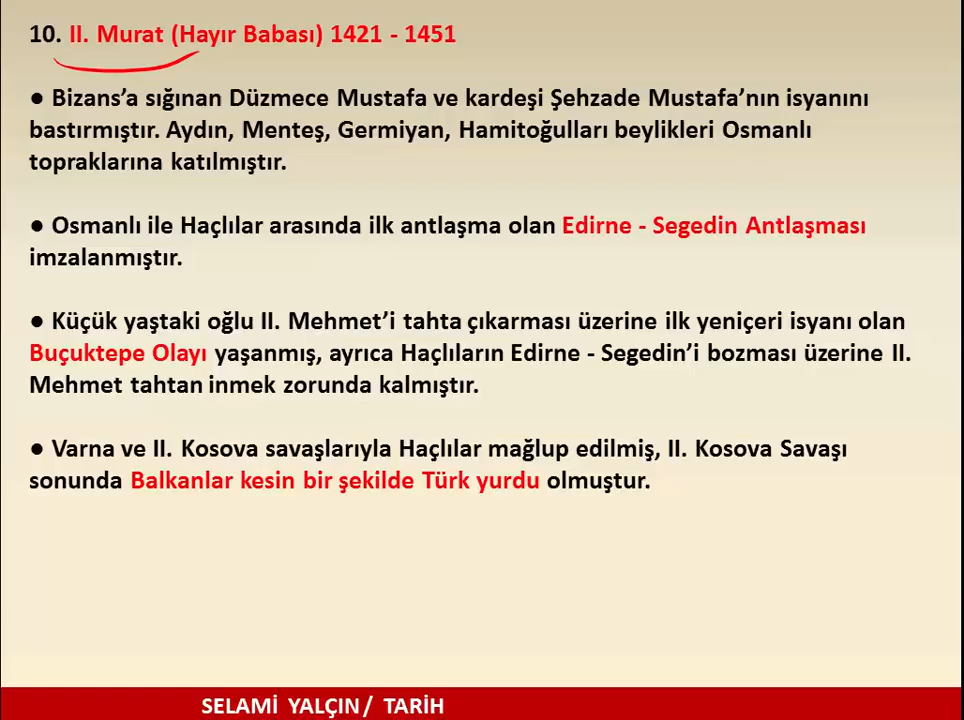 10. II. Murat (Hayır Babası) 1421 - 1451
● Bizans’a sığınan Düzmece Mustafa ve kardeşi Şehzade Mustafa’nın isyanını
bastırmıştır. Aydın, Menteş, Germiyan, Hamitoğulları beylikleri Osmanlı
topraklarına katılmıştır.
● Osmanlı ile Haçlılar arasında ilk antlaşma olan Edirne - Segedin Antlaşması
imzalanmıştır.
● Küçük yaştaki oğlu II. Mehmet’i tahta çıkarması üzerine ilk yeniçeri isyanı olan
Buçuktepe Olayı yaşanmış, ayrıca Haçlıların Edirne - Segedin’i bozması üzerine II.
Mehmet tahtan inmek zorunda kalmıştır.
● Varna ve II. Kosova savaşlarıyla Haçlılar mağlup edilmiş, II. Kosova Savaşı
sonunda Balkanlar kesin bir şekilde Türk yurdu olmuştur.
SELAMİ YALÇIN / TARİH